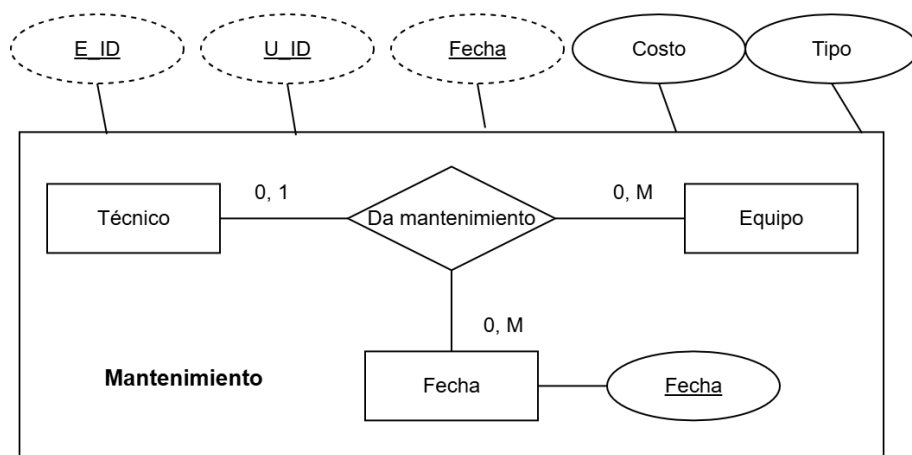 E_ID
U_ID
Fecha
Costo
Tipo
Técnico
0, 1
Da mantenimiento
0, M
Equipo
0, M
Mantenimiento
Fecha
Fecha